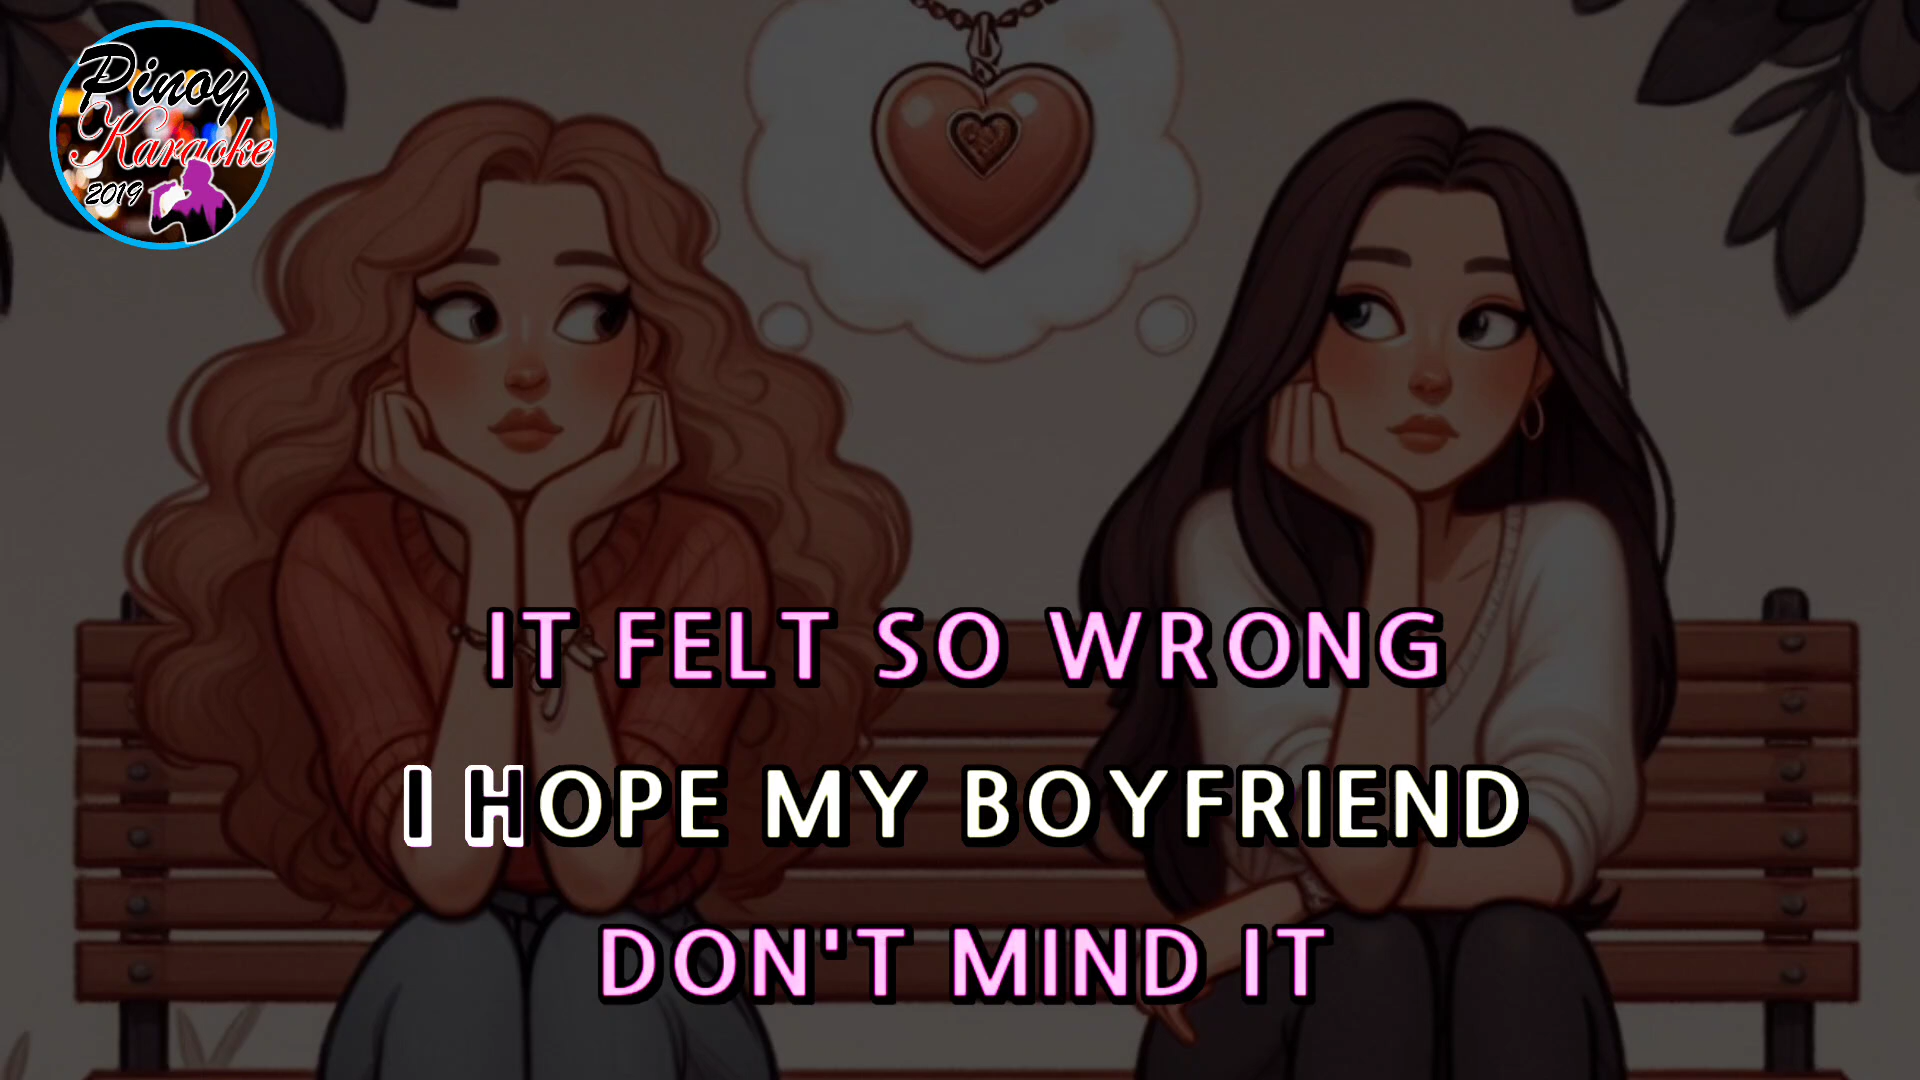 Pinoy
Karaoke
2019
IT FELT SO WRONG
I HOPE MY BOYFRIEND
DON'T MIND IT